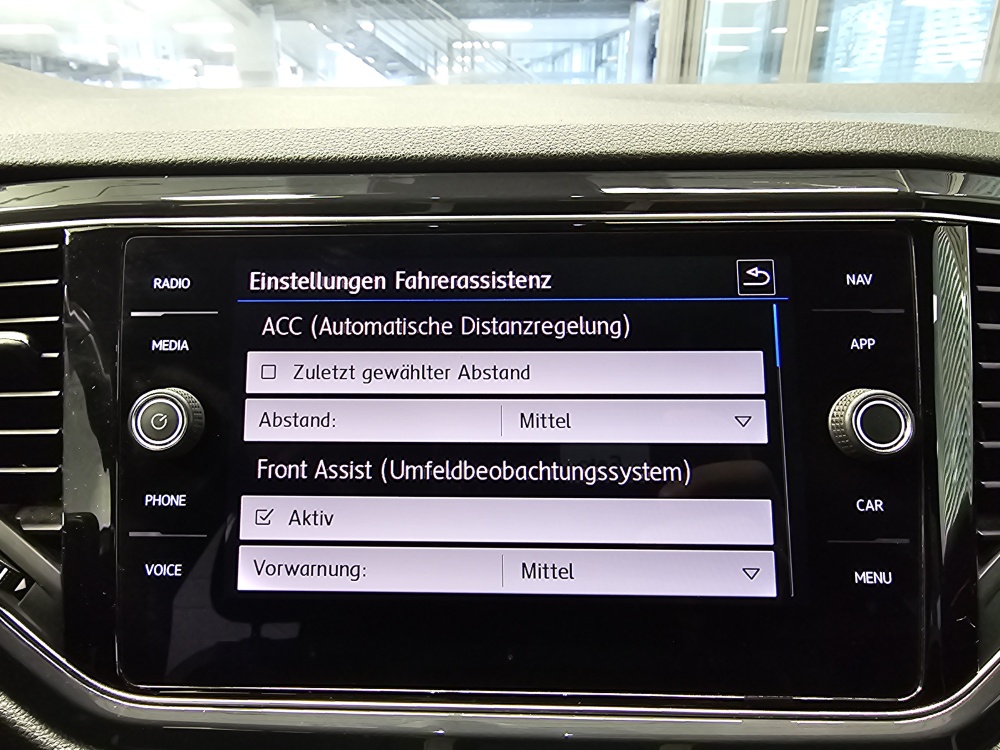 RADIO
MEDIA
PHONE
VOICE
Einstellungen Fahrerassistenz
ACC (Automatische Distanzregelung)
Zuletzt gewählter Abstand
Abstand: Mittel
Front Assist (Umfeldbeobachtungssystem)
Aktiv
Vorwarnung: Mittel
NAV
APP
CAR
MENU